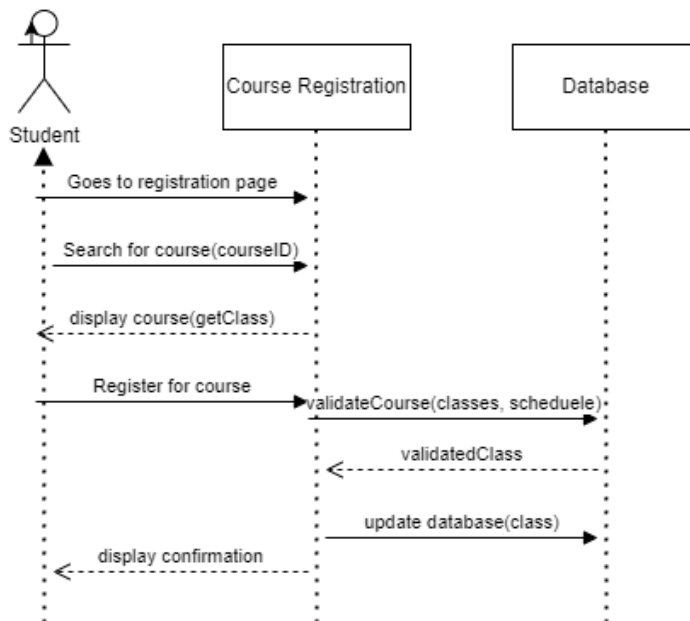 Course Registration
Database
Student
Goes to registration page
Search for course(courseID)
display course(getClass)
Register for course
validateCourse(classes, scheduele)
validatedClass
update database(class)
display confirmation